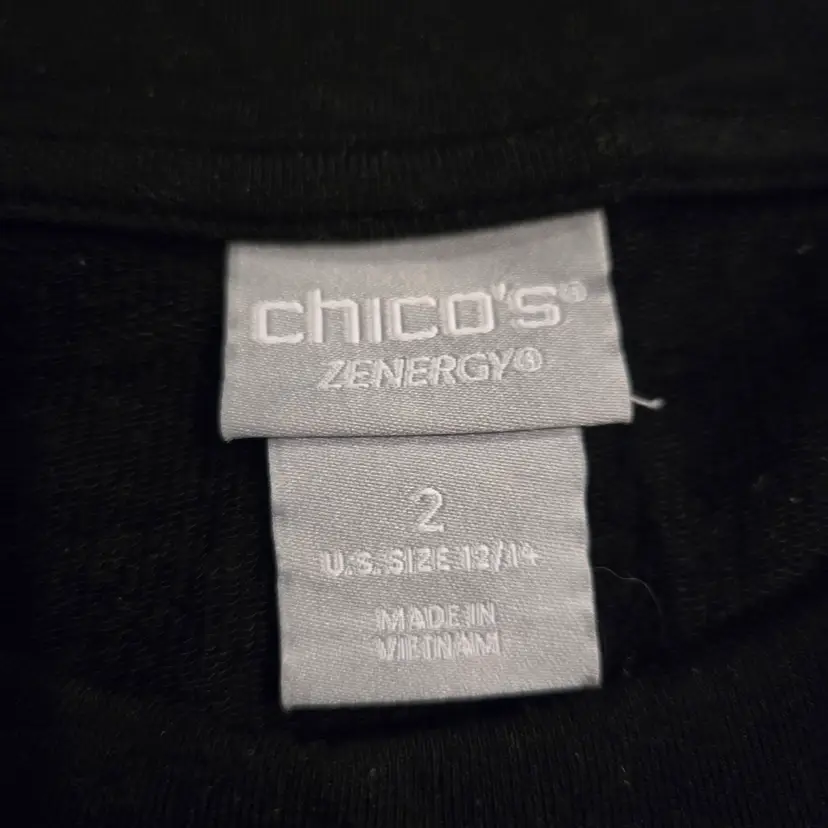 chico's®
ZENERGY®
2
U.S. SIZE 12/14
MADE IN
VIETNAM